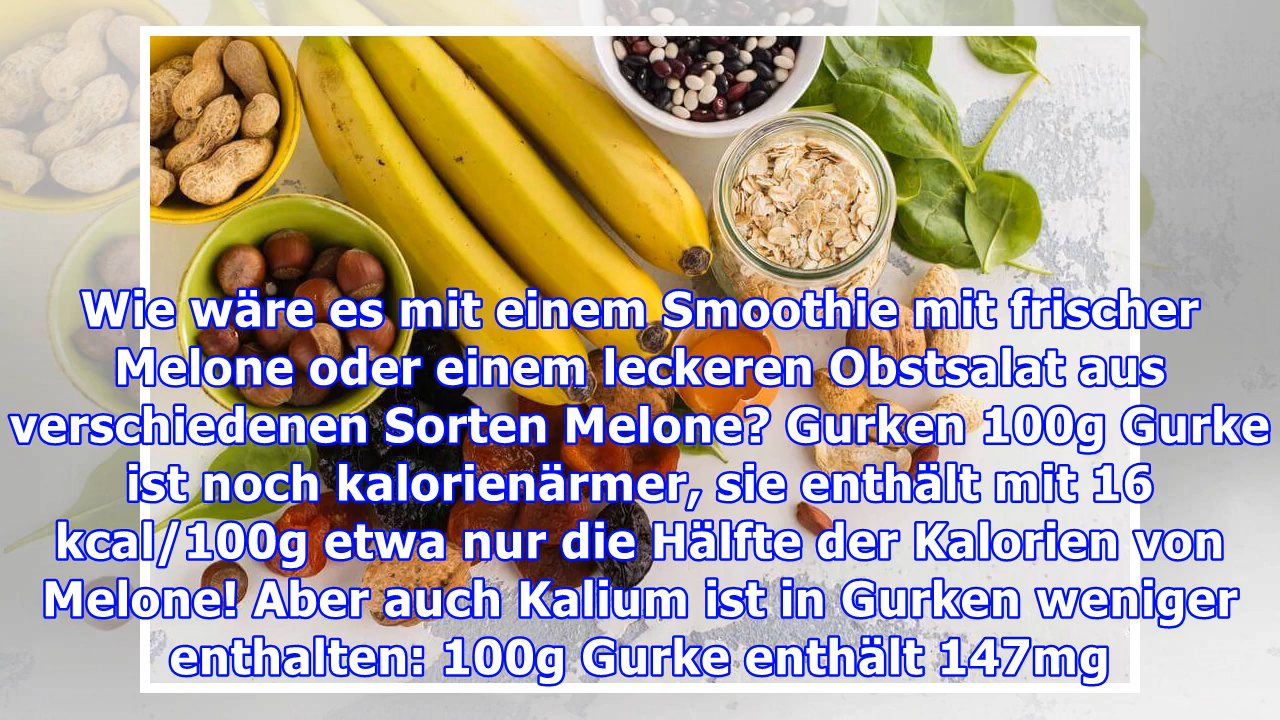 Wie wäre es mit einem Smoothie mit frischer
Melone oder einem leckeren Obstsalat aus
verschiedenen Sorten Melone? Gurken 100g Gurke
ist noch kalorienärmer, sie enthält mit 16
kcal/100g etwa nur die Hälfte der Kalorien von
Melone! Aber auch Kalium ist in Gurken weniger
enthalten: 100g Gurke enthält 147mg